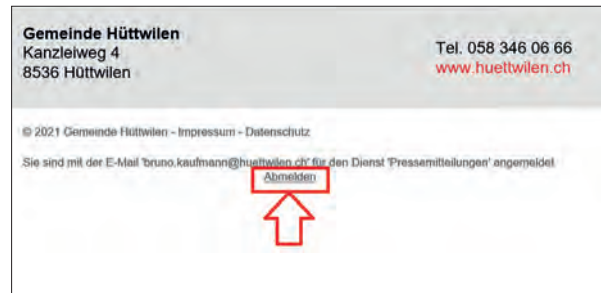 Gemeinde Hüttwilen
Kanzleiweg 4
8536 Hüttwilen
Tel. 058 346 06 66
www.huettwilen.ch
© 2021 Gemeinde Hüttwilen - Impressum - Datenschutz
Sie sind mit der E-Mail 'bruno.kaufmann@huettwilen.ch' für den Dienst 'Pressemitteilungen' angemeldet
Abmelden